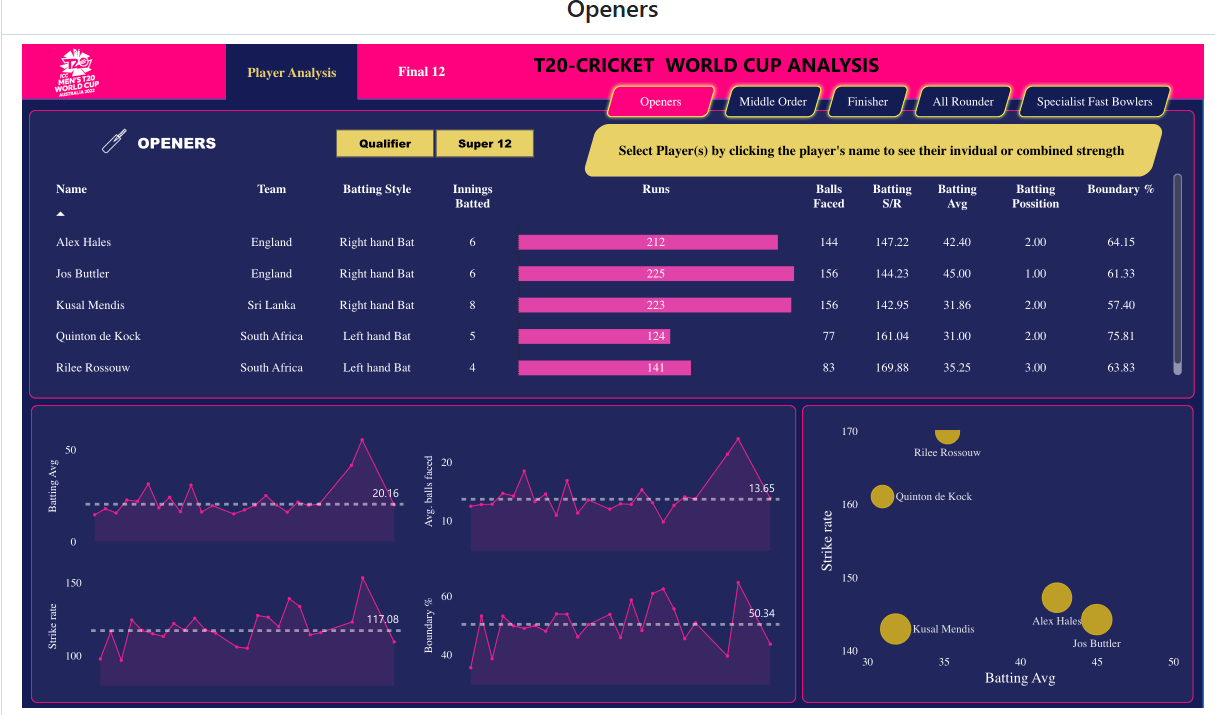 Openers
T20
ICC
MEN'S T20
WORLD CUP
AUSTRALIA 2022
Player Analysis
Final 12
T20-CRICKET WORLD CUP ANALYSIS
Openers
Middle Order
Finisher
All Rounder
Specialist Fast Bowlers
OPENERS
Qualifier
Super 12
Select Player(s) by clicking the player's name to see their invidual or combined strength
Name Team Batting Style Innings Batted Runs Balls Faced Batting S/R Batting Avg Batting Possition Boundary %
Alex Hales England Right hand Bat 6 212 144 147.22 42.40 2.00 64.15
Jos Buttler England Right hand Bat 6 225 156 144.23 45.00 1.00 61.33
Kusal Mendis Sri Lanka Right hand Bat 8 223 156 142.95 31.86 2.00 57.40
Quinton de Kock South Africa Left hand Bat 5 124 77 161.04 31.00 2.00 75.81
Rilee Rossouw South Africa Left hand Bat 4 141 83 169.88 35.25 3.00 63.83
Batting Avg
50
0
20.16
Avg. balls faced
20
10
13.65
Strike rate
150
100
117.08
Boundary %
60
40
50.34
Strike rate
170
160
150
140
Rilee Rossouw
Quinton de Kock
Alex Hales
Kusal Mendis
Jos Buttler
30 35 40 45 50
Batting Avg